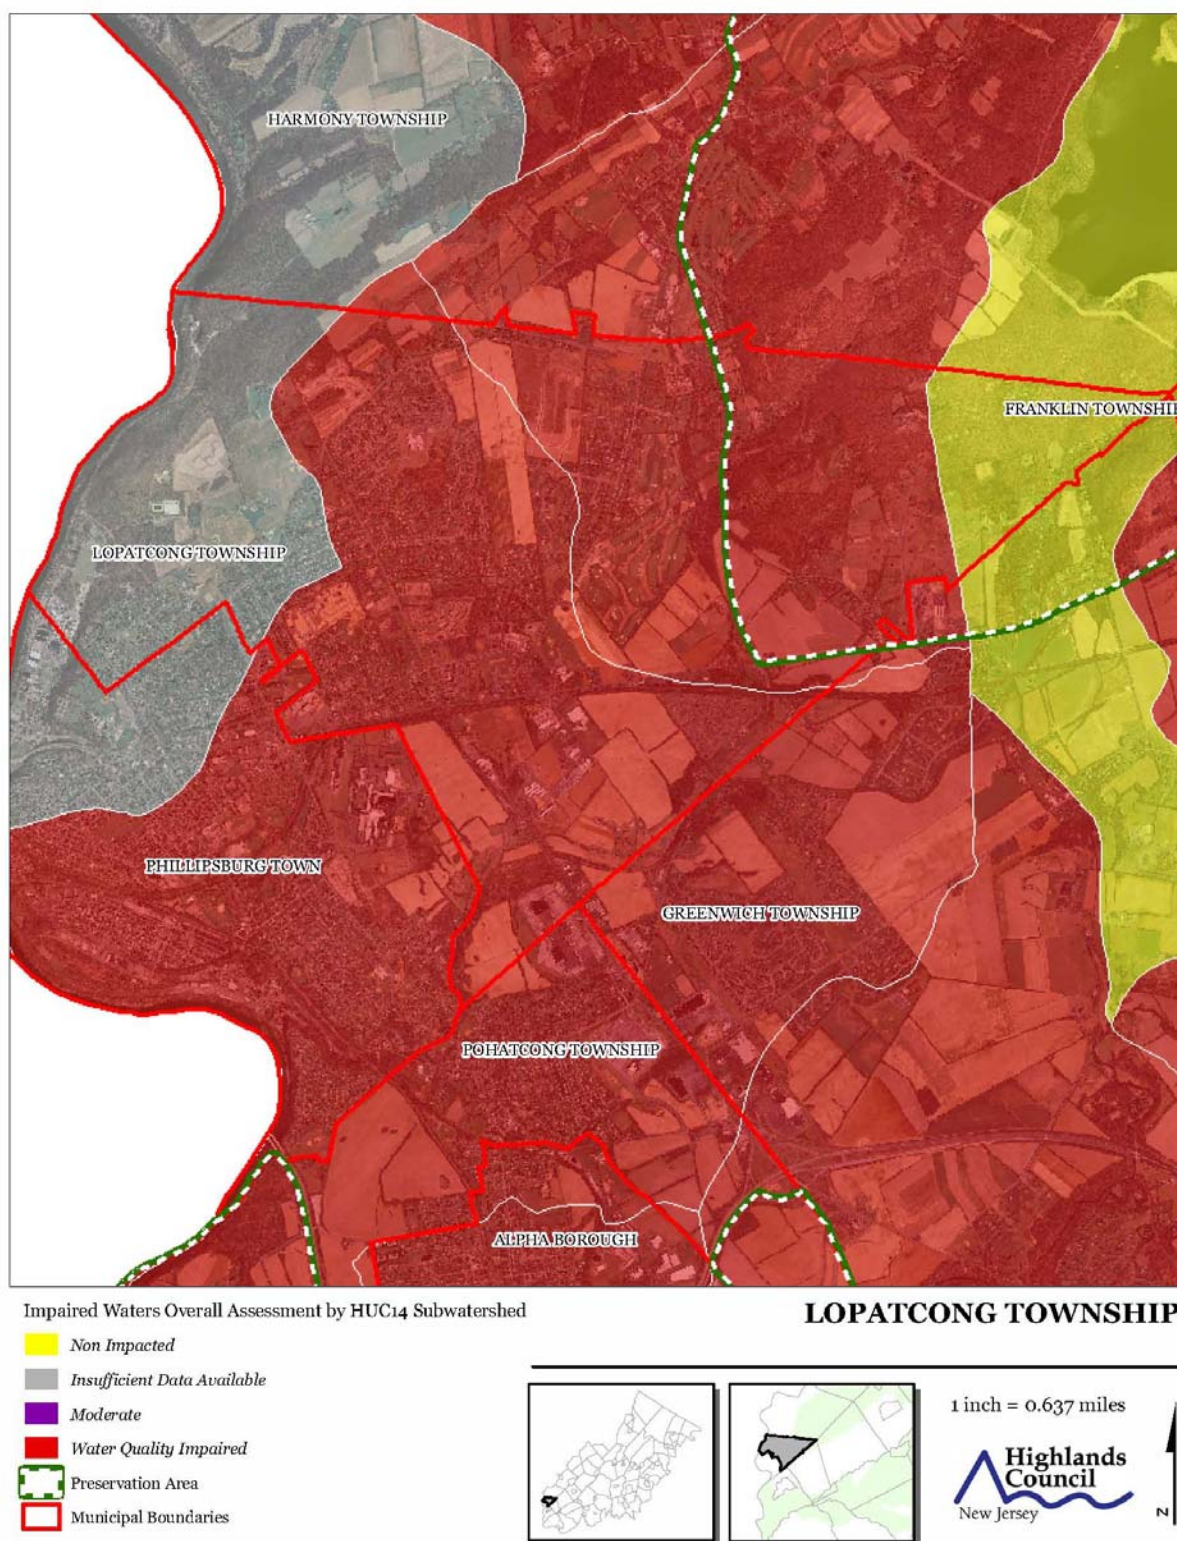 HARMONY TOWNSHIP
FRANKLIN TOWNSHIP
LOPATCONG TOWNSHIP
PHILLIPSBURG TOWN
GREENWICH TOWNSHIP
POHATCONG TOWNSHIP
ALPHA BOROUGH
Impaired Waters Overall Assessment by HUC14 Subwatershed
Non Impacted
Insufficient Data Available
Moderate
Water Quality Impaired
Preservation Area
Municipal Boundaries
LOPATCONG TOWNSHIP
1 inch = 0.637 miles
Highlands
Council
New Jersey
N